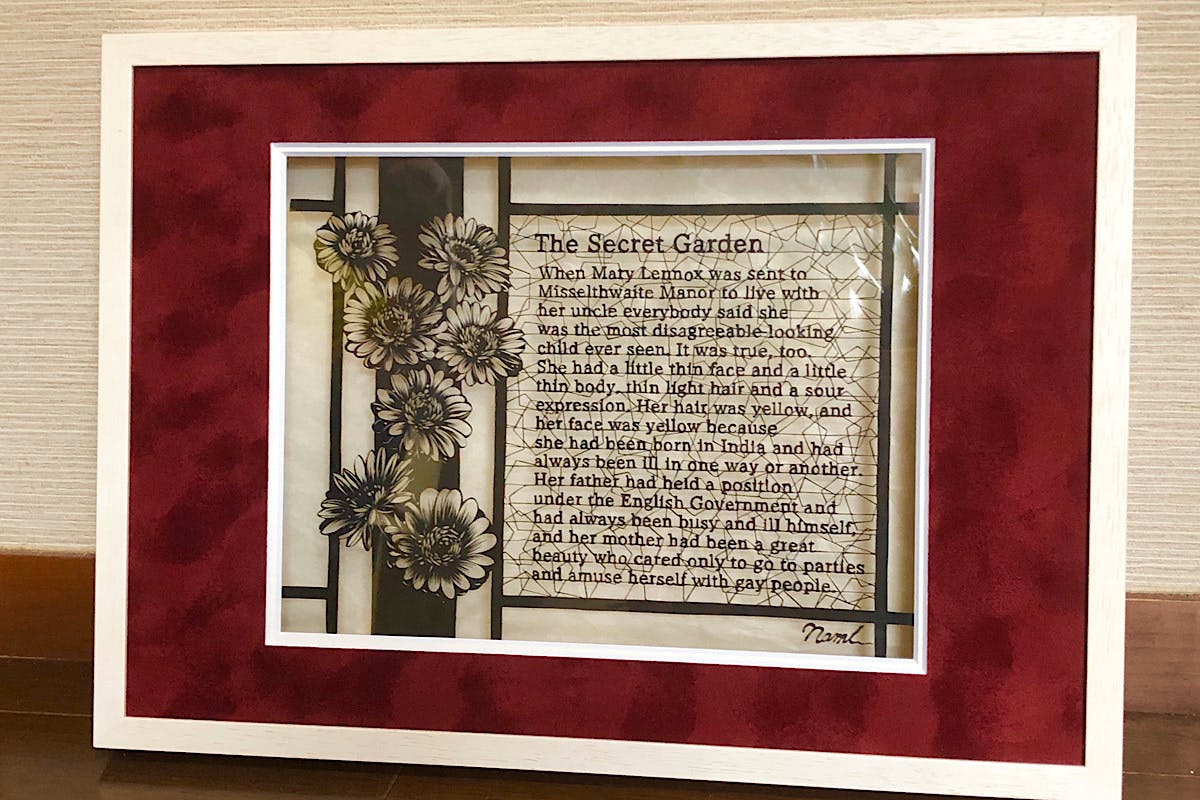 The Secret Garden
When Mary Lennox was sent to
Misselthwaite Manor to live with
her uncle everybody said she
was the most disagreeable-looking
child ever seen. It was true, too.
She had a little thin face and a little
thin body, thin light hair and a sour
expression. Her hair was yellow, and
her face was yellow because
she had been born in India and had
always been ill in one way or another.
Her father had held a position
under the English Government and
had always been busy and ill himself,
and her mother had been a great
beauty who cared only to go to parties
and amuse herself with gay people.